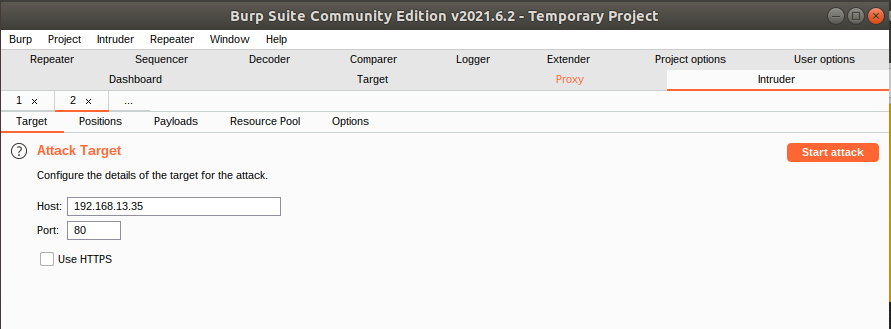 Burp Suite Community Edition v2021.6.2 - Temporary Project
Burp Project Intruder Repeater Window Help
Repeater Sequencer Decoder Comparer Logger Extender Project options User options
Dashboard Target Proxy Intruder
1 × 2 × ...
Target Positions Payloads Resource Pool Options
? Attack Target Start attack
Configure the details of the target for the attack.
Host: 192.168.13.35
Port: 80
Use HTTPS